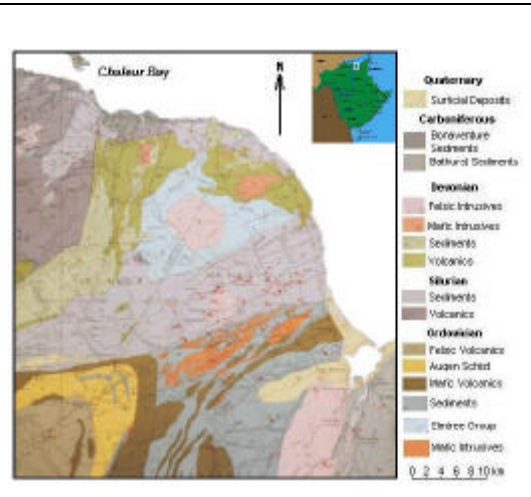 Chaleur Bay
N
Quaternary
Surficial Deposits
Carboniferous
Bonaventure
Sediments
Bathurst Sediments
Devonian
Felsic Intrusives
Mafic Intrusives
Sediments
Volcanics
Silurian
Sediments
Volcanics
Ordovician
Felsic Volcanics
Augen Schist
Mafic Volcanics
Sediments
Elmtree Group
Mafic Intrusives
0 2 4 6 8 10 km